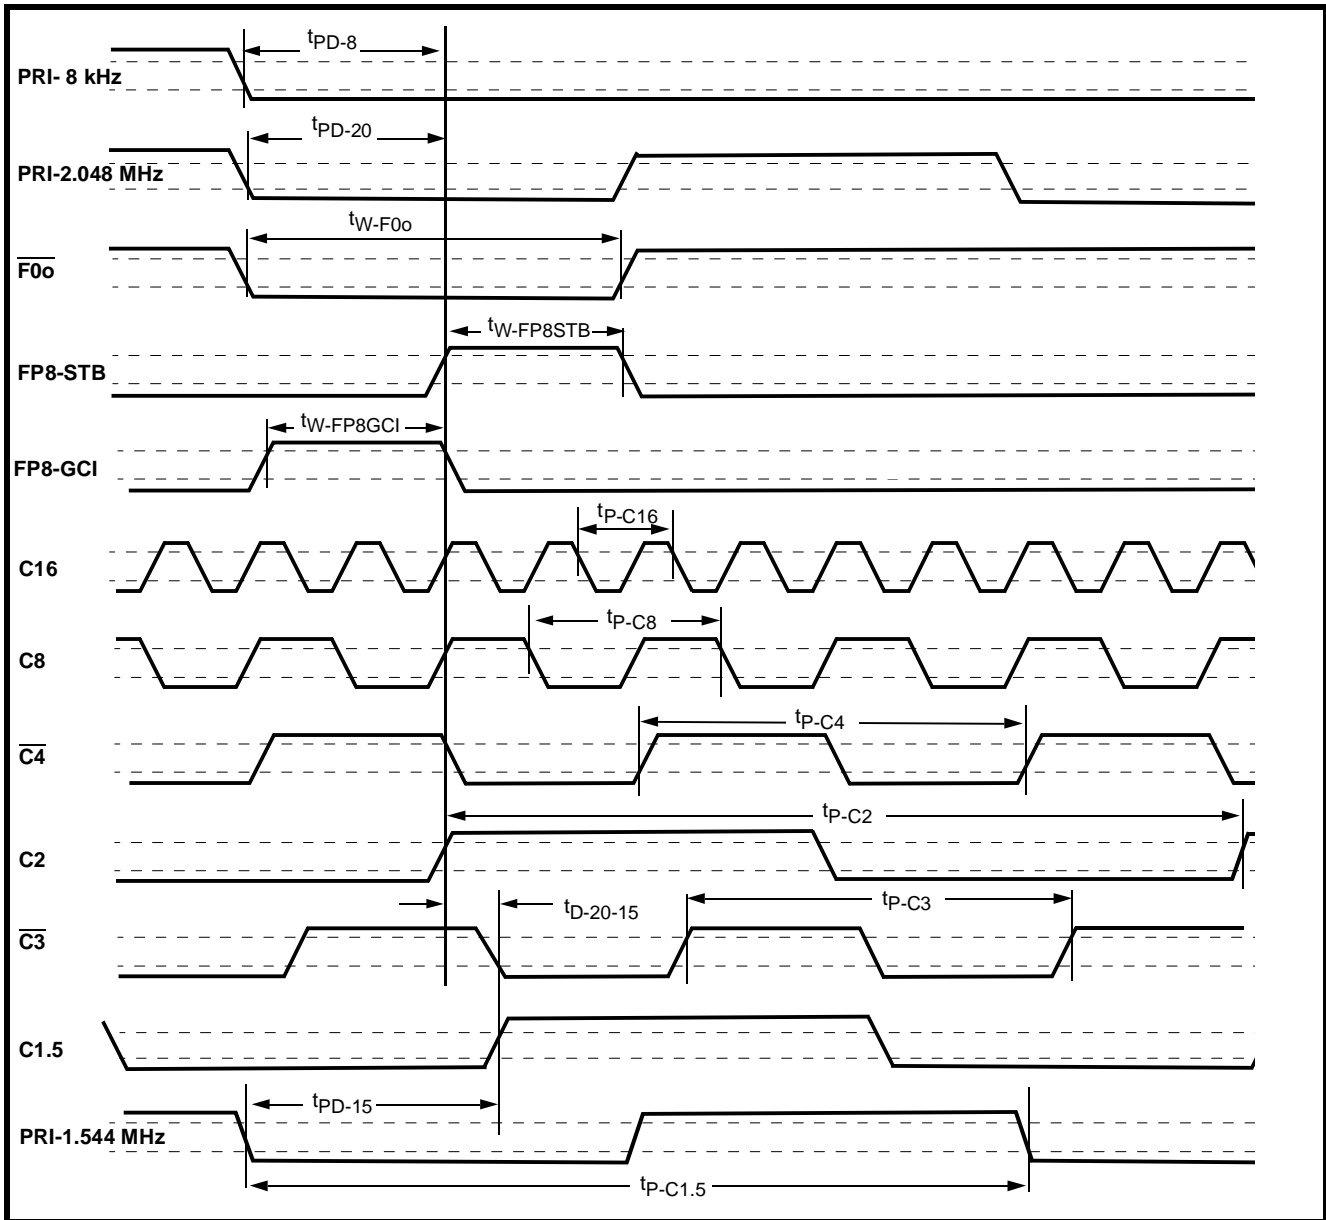 tPD-8
PRI- 8 kHz
tPD-20
PRI-2.048 MHz
tW-F0o
F0o
tW-FP8STB
FP8-STB
tW-FP8GCI
FP8-GCI
tP-C16
C16
tP-C8
C8
tP-C4
C4
tP-C2
C2
tP-C3
tD-20-15
C3
C1.5
tPD-15
PRI-1.544 MHz
tP-C1.5